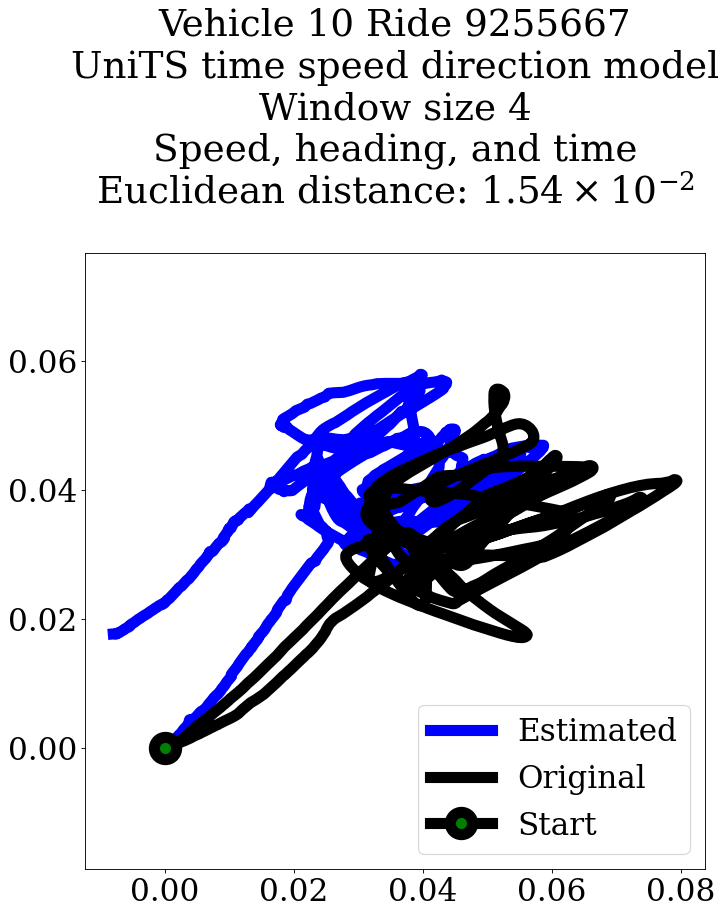 Vehicle 10 Ride 9255667
UniTS time speed direction model
Window size 4
Speed, heading, and time
Euclidean distance: 1.54 × 10⁻²
0.06
0.04
0.02
0.00
Estimated
Original
Start
0.00 0.02 0.04 0.06 0.08